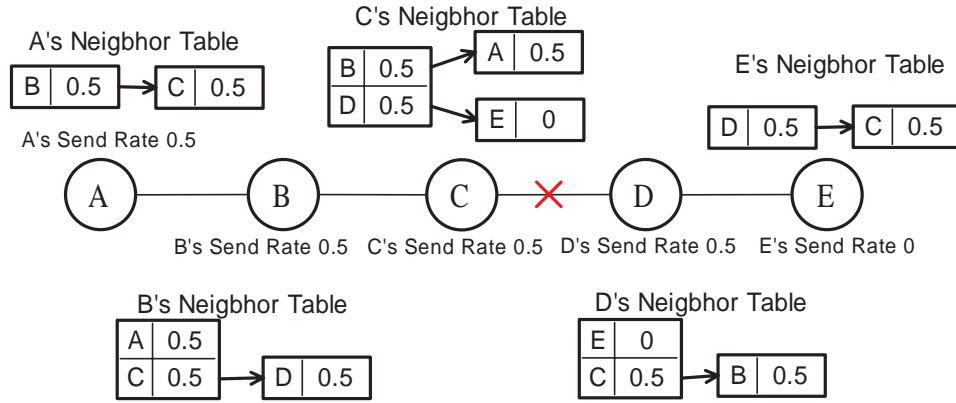 C's Neigbhor Table
A's Neigbhor Table
B 0.5 C 0.5
B 0.5 A 0.5
D 0.5 E 0
E's Neigbhor Table
D 0.5 C 0.5
A's Send Rate 0.5
A B C D E
B's Send Rate 0.5 C's Send Rate 0.5 D's Send Rate 0.5 E's Send Rate 0
B's Neigbhor Table
A 0.5
C 0.5 D 0.5
D's Neigbhor Table
E 0
C 0.5 B 0.5